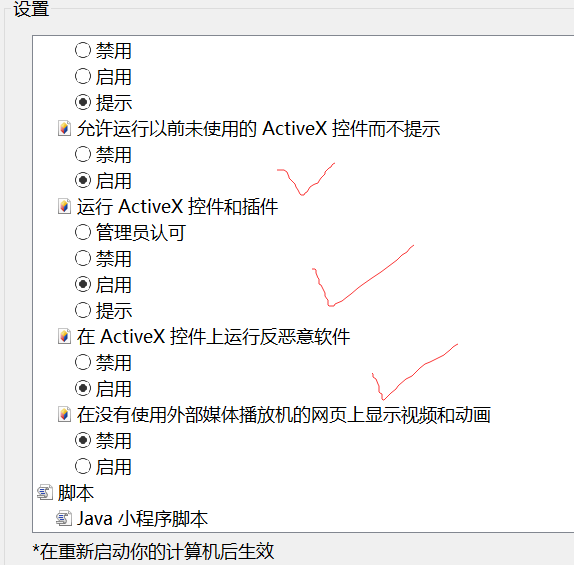 设置
禁用
启用
提示
允许运行以前未使用的 ActiveX 控件而不提示
禁用
启用
运行 ActiveX 控件和插件
管理员认可
禁用
启用
提示
在 ActiveX 控件上运行反恶意软件
禁用
启用
在没有使用外部媒体播放机的网页上显示视频和动画
禁用
启用
脚本
Java 小程序脚本
*在重新启动你的计算机后生效